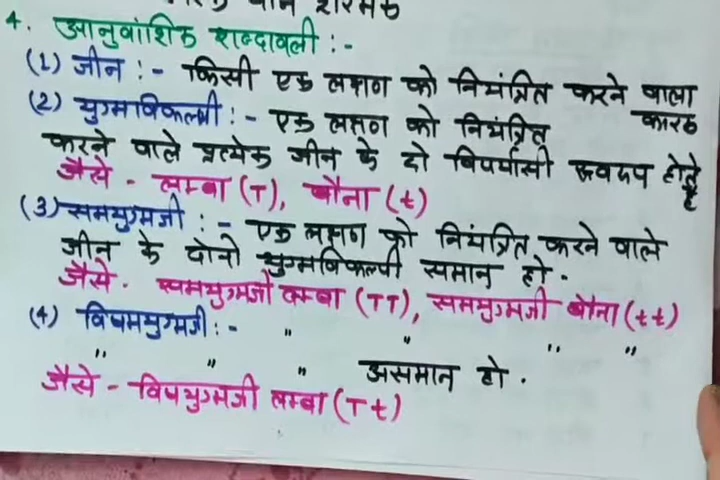 4. आनुवांशिक शब्दावली :-
(1) जीन :- किसी एक लक्षण को नियंत्रित करने वाला
कारक
(2) युग्मविकल्पी :- एक लक्षण को नियंत्रित
करने वाले प्रत्येक जीन के दो विपर्यासी स्वरूप होते
है
जैसे - लम्बा (T), बौना (t)
(3) समयुग्मजी :- एक लक्षण को नियंत्रित करने वाले
जीन के दोनो युग्मविकल्पी समान हो .
जैसे - समयुग्मजी लम्बा (TT), समयुग्मजी बौना (tt)
(4) विषमयुग्मजी :- " " " "
" " " असमान हो .
जैसे - विषयुग्मजी लम्बा (Tt)